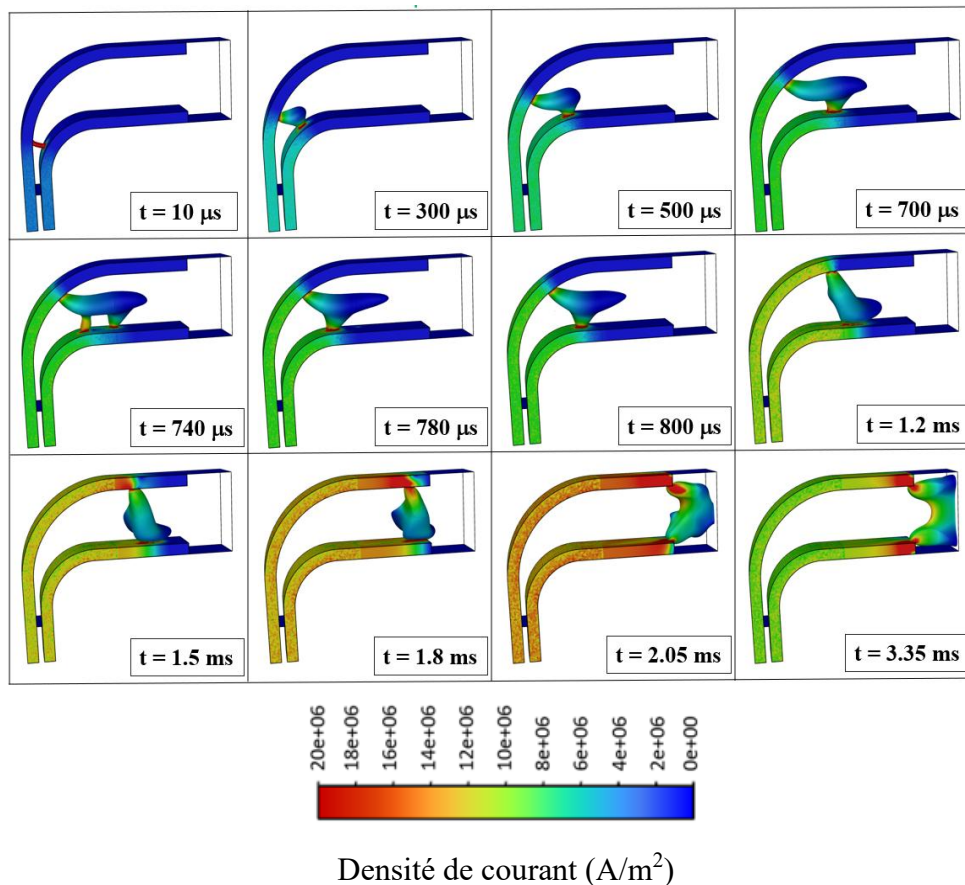 t = 10 μs
t = 300 μs
t = 500 μs
t = 700 μs
t = 740 μs
t = 780 μs
t = 800 μs
t = 1.2 ms
t = 1.5 ms
t = 1.8 ms
t = 2.05 ms
t = 3.35 ms
20e+06
18e+06
16e+06
14e+06
12e+06
10e+06
8e+06
6e+06
4e+06
2e+06
0e+00
Densité de courant (A/m²)